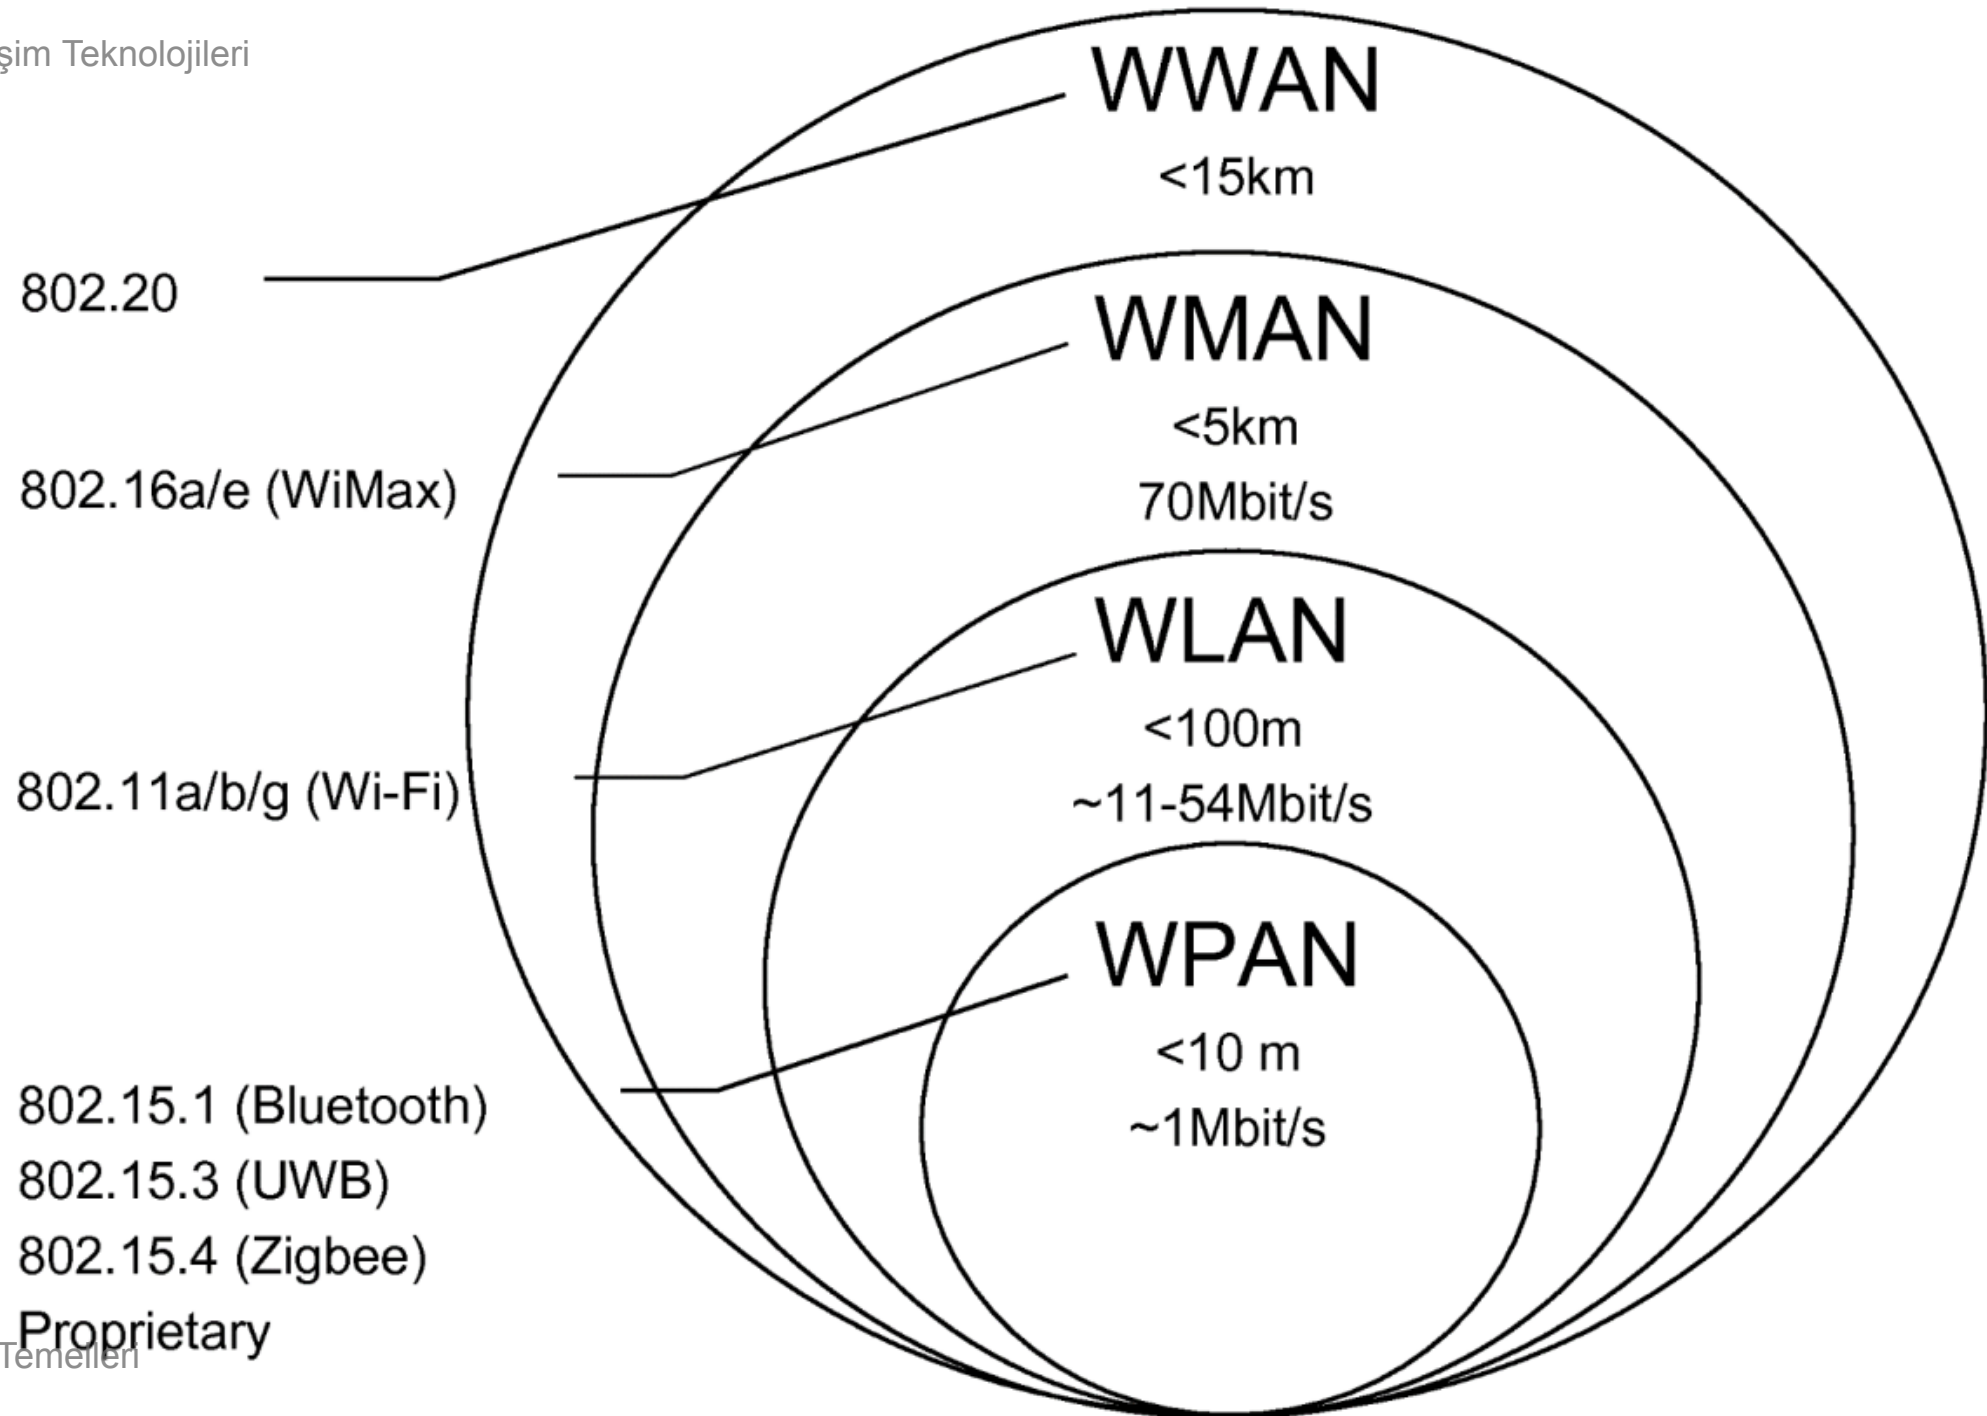 şim Teknolojileri
WWAN
<15km
802.20
WMAN
<5km
70Mbit/s
802.16a/e (WiMax)
WLAN
<100m
~11-54Mbit/s
802.11a/b/g (Wi-Fi)
WPAN
<10 m
~1Mbit/s
802.15.1 (Bluetooth)
802.15.3 (UWB)
802.15.4 (Zigbee)
Proprietary
Temelleri